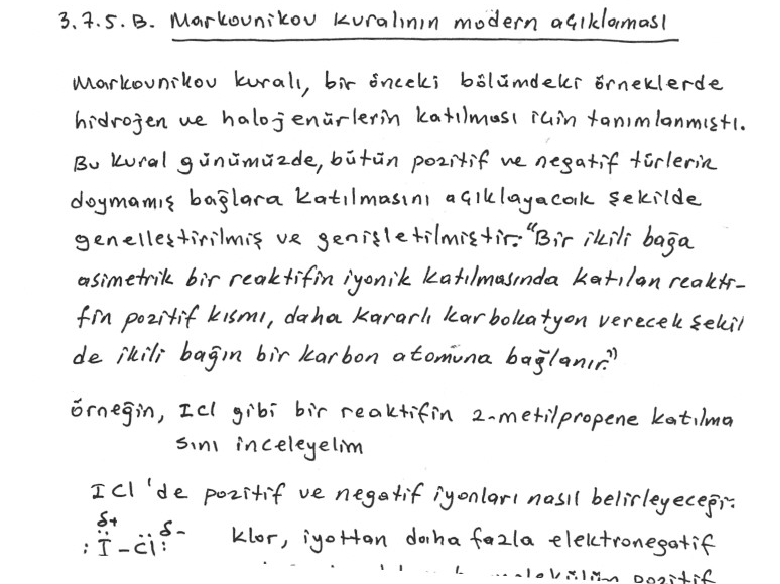 3.7.5.B. Markovnikov kuralının modern açıklaması
Markovnikov kuralı, bir önceki bölümdeki örneklerde
hidrojen ve halojenürlerin katılması için tanımlanmıştı.
Bu kural günümüzde, bütün pozitif ve negatif türlerin
doymamış bağlara katılmasını açıklayacak şekilde
genelleştirilmiş ve genişletilmiştir. "Bir ikili bağa
asimetrik bir reaktifin iyonik katılmasında katılan reakti-
fin pozitif kısmı, daha kararlı karbokatyon verecek şekil
de ikili bağın bir karbon atomuna bağlanır."
örneğin, ICl gibi bir reaktifin 2-metilpropene katılma
sını inceleyelim
ICl'de pozitif ve negatif iyonları nasıl belirleyeceğiz.
δ+ δ-
:I-Cl: klor, iyottan daha fazla elektronegatif
pozitif